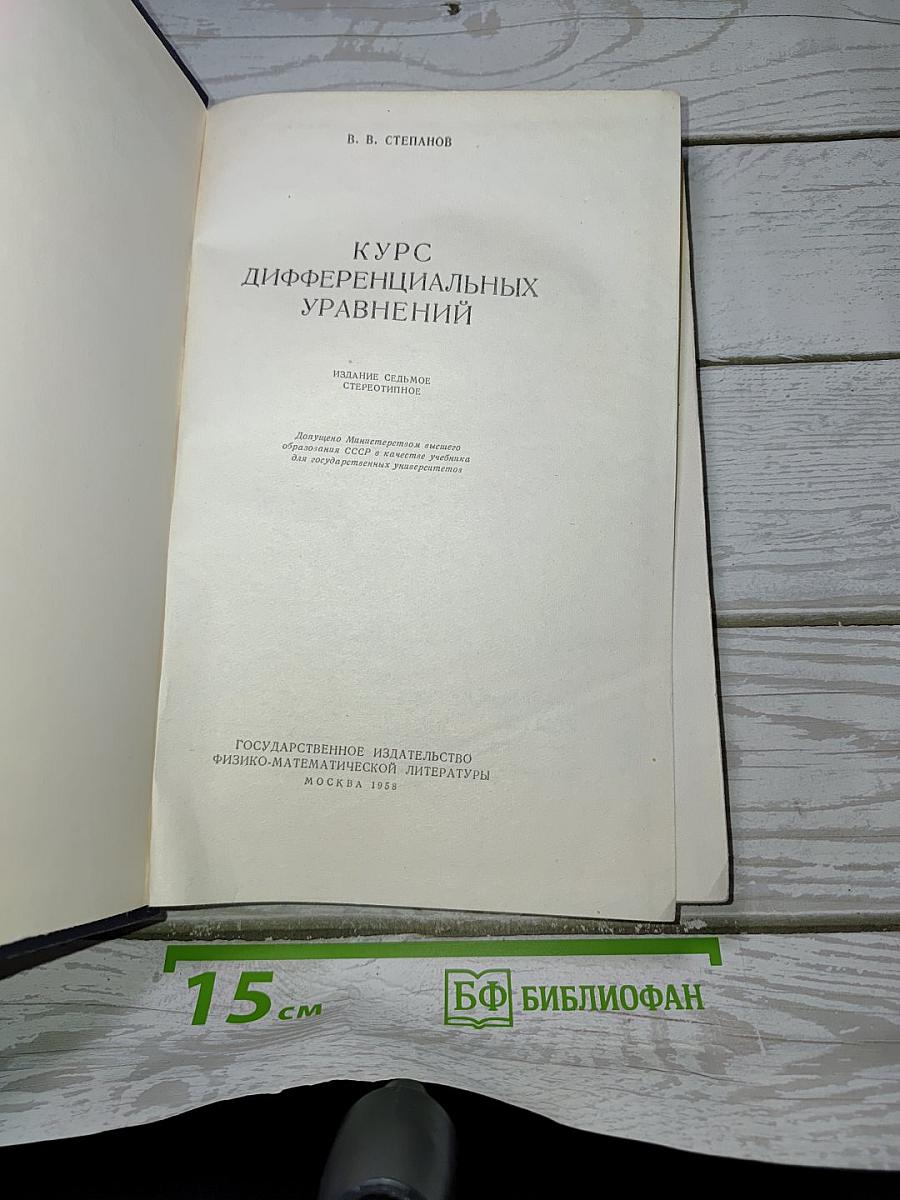 В. В. СТЕПАНОВ
КУРС
ДИФФЕРЕНЦИАЛЬНЫХ
УРАВНЕНИЙ
ИЗДАНИЕ СЕДЬМОЕ
СТЕРЕОТИПНОЕ
Допущено Министерством высшего
образования СССР в качестве учебника
для государственных университетов
ГОСУДАРСТВЕННОЕ ИЗДАТЕЛЬСТВО
ФИЗИКО-МАТЕМАТИЧЕСКОЙ ЛИТЕРАТУРЫ
МОСКВА 1958
15 см
БФ БИБЛИОФАН